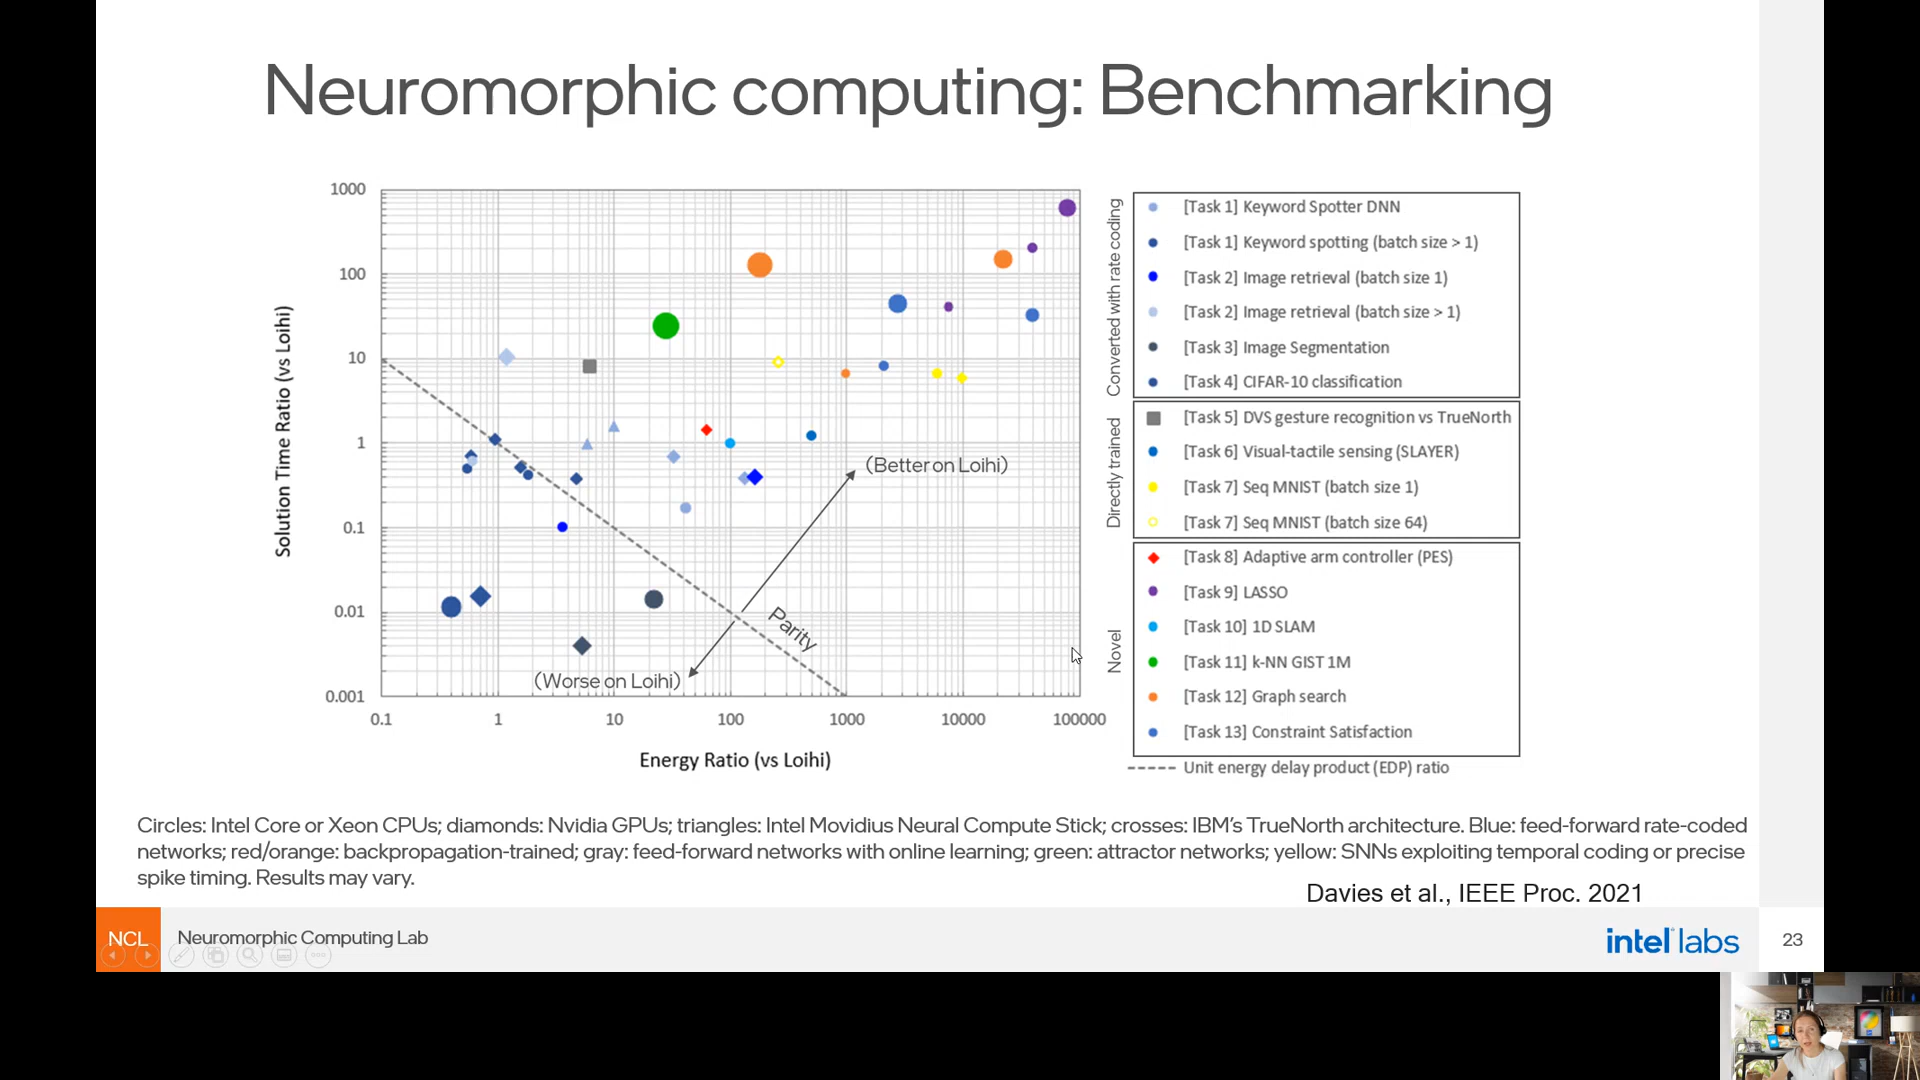 Neuromorphic computing: Benchmarking
1000
100
10
1
0.1
0.01
0.001
0.1
1
10
100
1000
10000
100000
Solution Time Ratio (vs Loihi)
Energy Ratio (vs Loihi)
(Better on Loihi)
Parity
(Worse on Loihi)
Converted with rate coding
[Task 1] Keyword Spotter DNN
[Task 1] Keyword spotting (batch size > 1)
[Task 2] Image retrieval (batch size 1)
[Task 2] Image retrieval (batch size > 1)
[Task 3] Image Segmentation
[Task 4] CIFAR-10 classification
Directly trained
[Task 5] DVS gesture recognition vs TrueNorth
[Task 6] Visual-tactile sensing (SLAYER)
[Task 7] Seq MNIST (batch size 1)
[Task 7] Seq MNIST (batch size 64)
Novel
[Task 8] Adaptive arm controller (PES)
[Task 9] LASSO
[Task 10] 1D SLAM
[Task 11] k-NN GIST 1M
[Task 12] Graph search
[Task 13] Constraint Satisfaction
Unit energy delay product (EDP) ratio
Circles: Intel Core or Xeon CPUs; diamonds: Nvidia GPUs; triangles: Intel Movidius Neural Compute Stick; crosses: IBM's TrueNorth architecture. Blue: feed-forward rate-coded
networks; red/orange: backpropagation-trained; gray: feed-forward networks with online learning; green: attractor networks; yellow: SNNs exploiting temporal coding or precise
spike timing. Results may vary.
Davies et al., IEEE Proc. 2021
NCL
Neuromorphic Computing Lab
intel labs
23